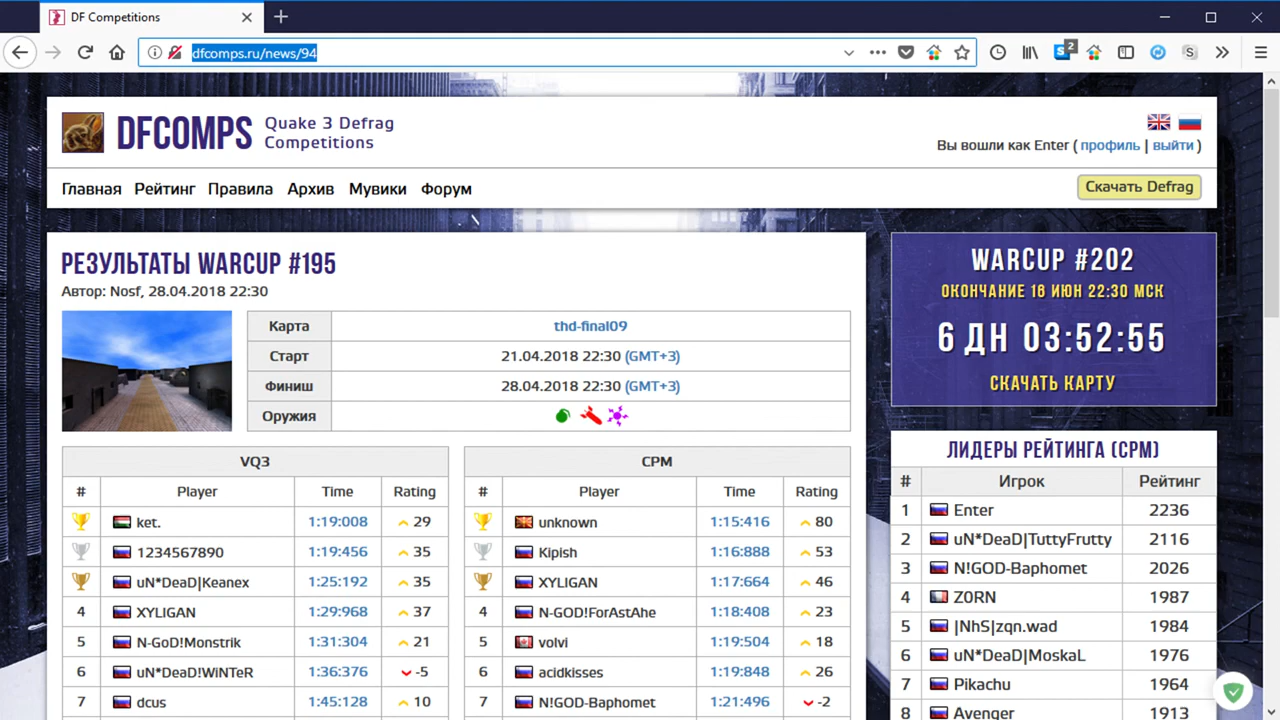 DF Competitions
dfcomps.ru/news/94
2
S
DFCOMPS
Quake 3 Defrag
Competitions
Вы вошли как Enter ( профиль | выйти )
Главная Рейтинг Правила Архив Мувики Форум
Скачать Defrag
РЕЗУЛЬТАТЫ WARCUP #195
Автор: Nosf, 28.04.2018 22:30
Карта thd-final09
Старт 21.04.2018 22:30 (GMT+3)
Финиш 28.04.2018 22:30 (GMT+3)
Оружия
VQ3
# Player Time Rating
ket. 1:19:008 29
1234567890 1:19:456 35
uN*DeaD|Keanex 1:25:192 35
4 XYLIGAN 1:29:968 37
5 N-GoD!Monstrik 1:31:304 21
6 uN*DeaD!WiNTeR 1:36:376 -5
7 dcus 1:45:128 10
CPM
# Player Time Rating
unknown 1:15:416 80
Kipish 1:16:888 53
XYLIGAN 1:17:664 46
4 N-GOD!ForAstAhe 1:18:408 23
5 volvi 1:19:504 18
6 acidkisses 1:19:848 26
7 N!GOD-Baphomet 1:21:496 -2
WARCUP #202
ОКОНЧАНИЕ 16 ИЮН 22:30 МСК
6 ДН 03:52:55
СКАЧАТЬ КАРТУ
ЛИДЕРЫ РЕЙТИНГА (CPM)
# Игрок Рейтинг
1 Enter 2236
2 uN*DeaD|TuttyFrutty 2116
3 N!GOD-Baphomet 2026
4 Z0RN 1987
5 |NhS|zqn.wad 1984
6 uN*DeaD|MoskaL 1976
7 Pikachu 1964
8 Avenger 1913